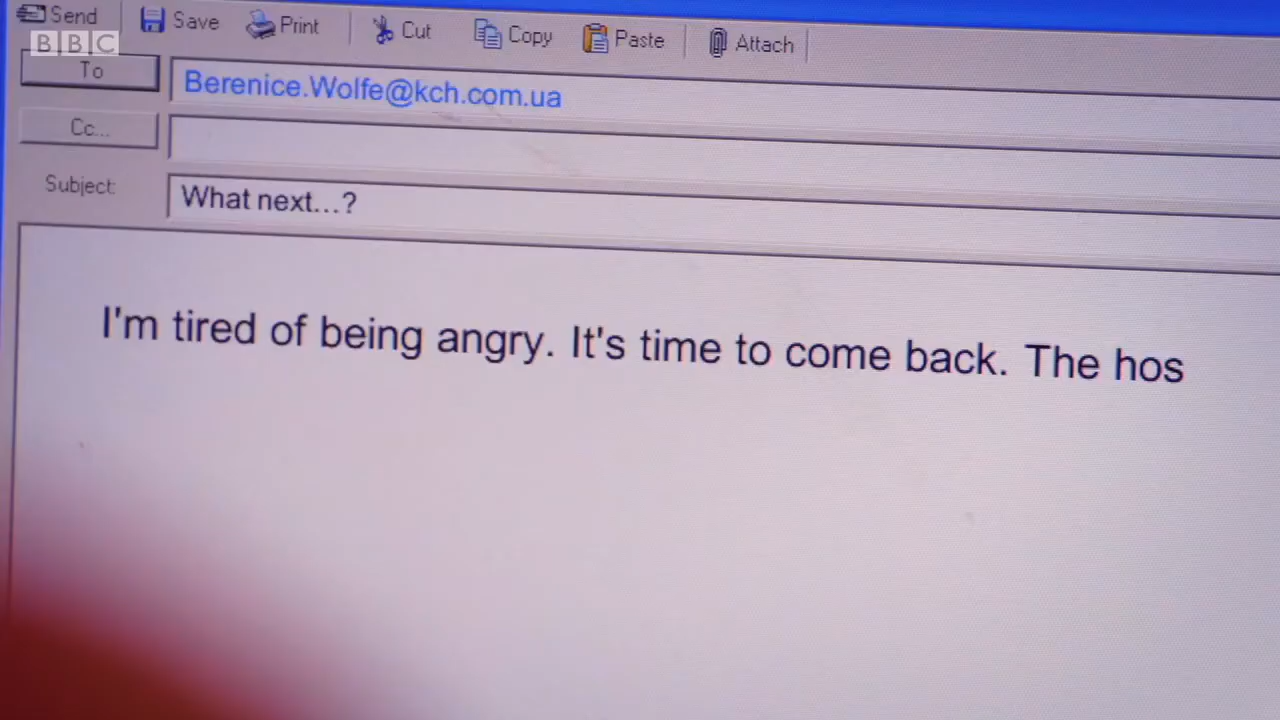 Send Save Print Cut Copy Paste Attach
BBC
To Berenice.Wolfe@kch.com.ua
Cc...
Subject: What next...?
I'm tired of being angry. It's time to come back. The hos